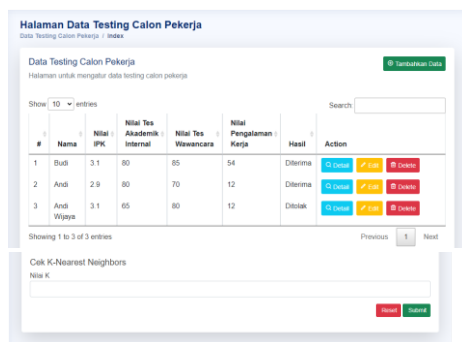 Halaman Data Testing Calon Pekerja
Data Testing Calon Pekerja / Index
Data Testing Calon Pekerja
Tambahkan Data
Halaman untuk mengatur data testing calon pekerja
Show 10 entries Search:
# Nama Nilai IPK Nilai Tes Akademik Internal Nilai Tes Wawancara Nilai Pengalaman Kerja Hasil Action
1 Budi 3.1 80 85 54 Diterima Detail Edit Delete
2 Andi 2.9 80 70 12 Diterima Detail Edit Delete
3 Andi Wijaya 3.1 65 80 12 Ditolak Detail Edit Delete
Showing 1 to 3 of 3 entries Previous 1 Next
Cek K-Nearest Neighbors
Nilai K
Reset Submit